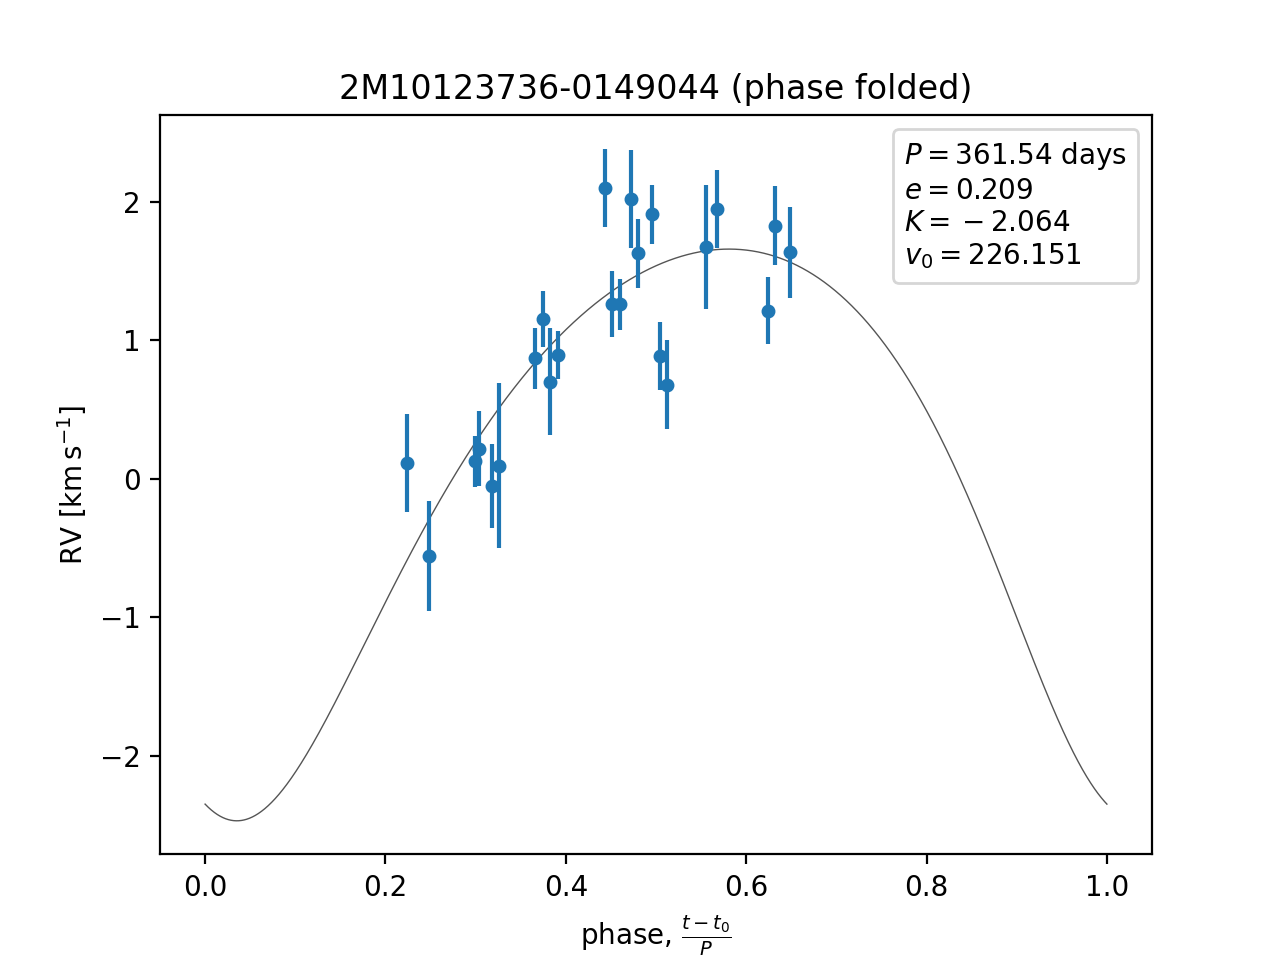 2M10123736-0149044 (phase folded)
P = 361.54 days
e = 0.209
K = −2.064
v₀ = 226.151
RV [km s⁻¹]
2
1
0
−1
−2
0.0 0.2 0.4 0.6 0.8 1.0
phase, (t − t₀)/P